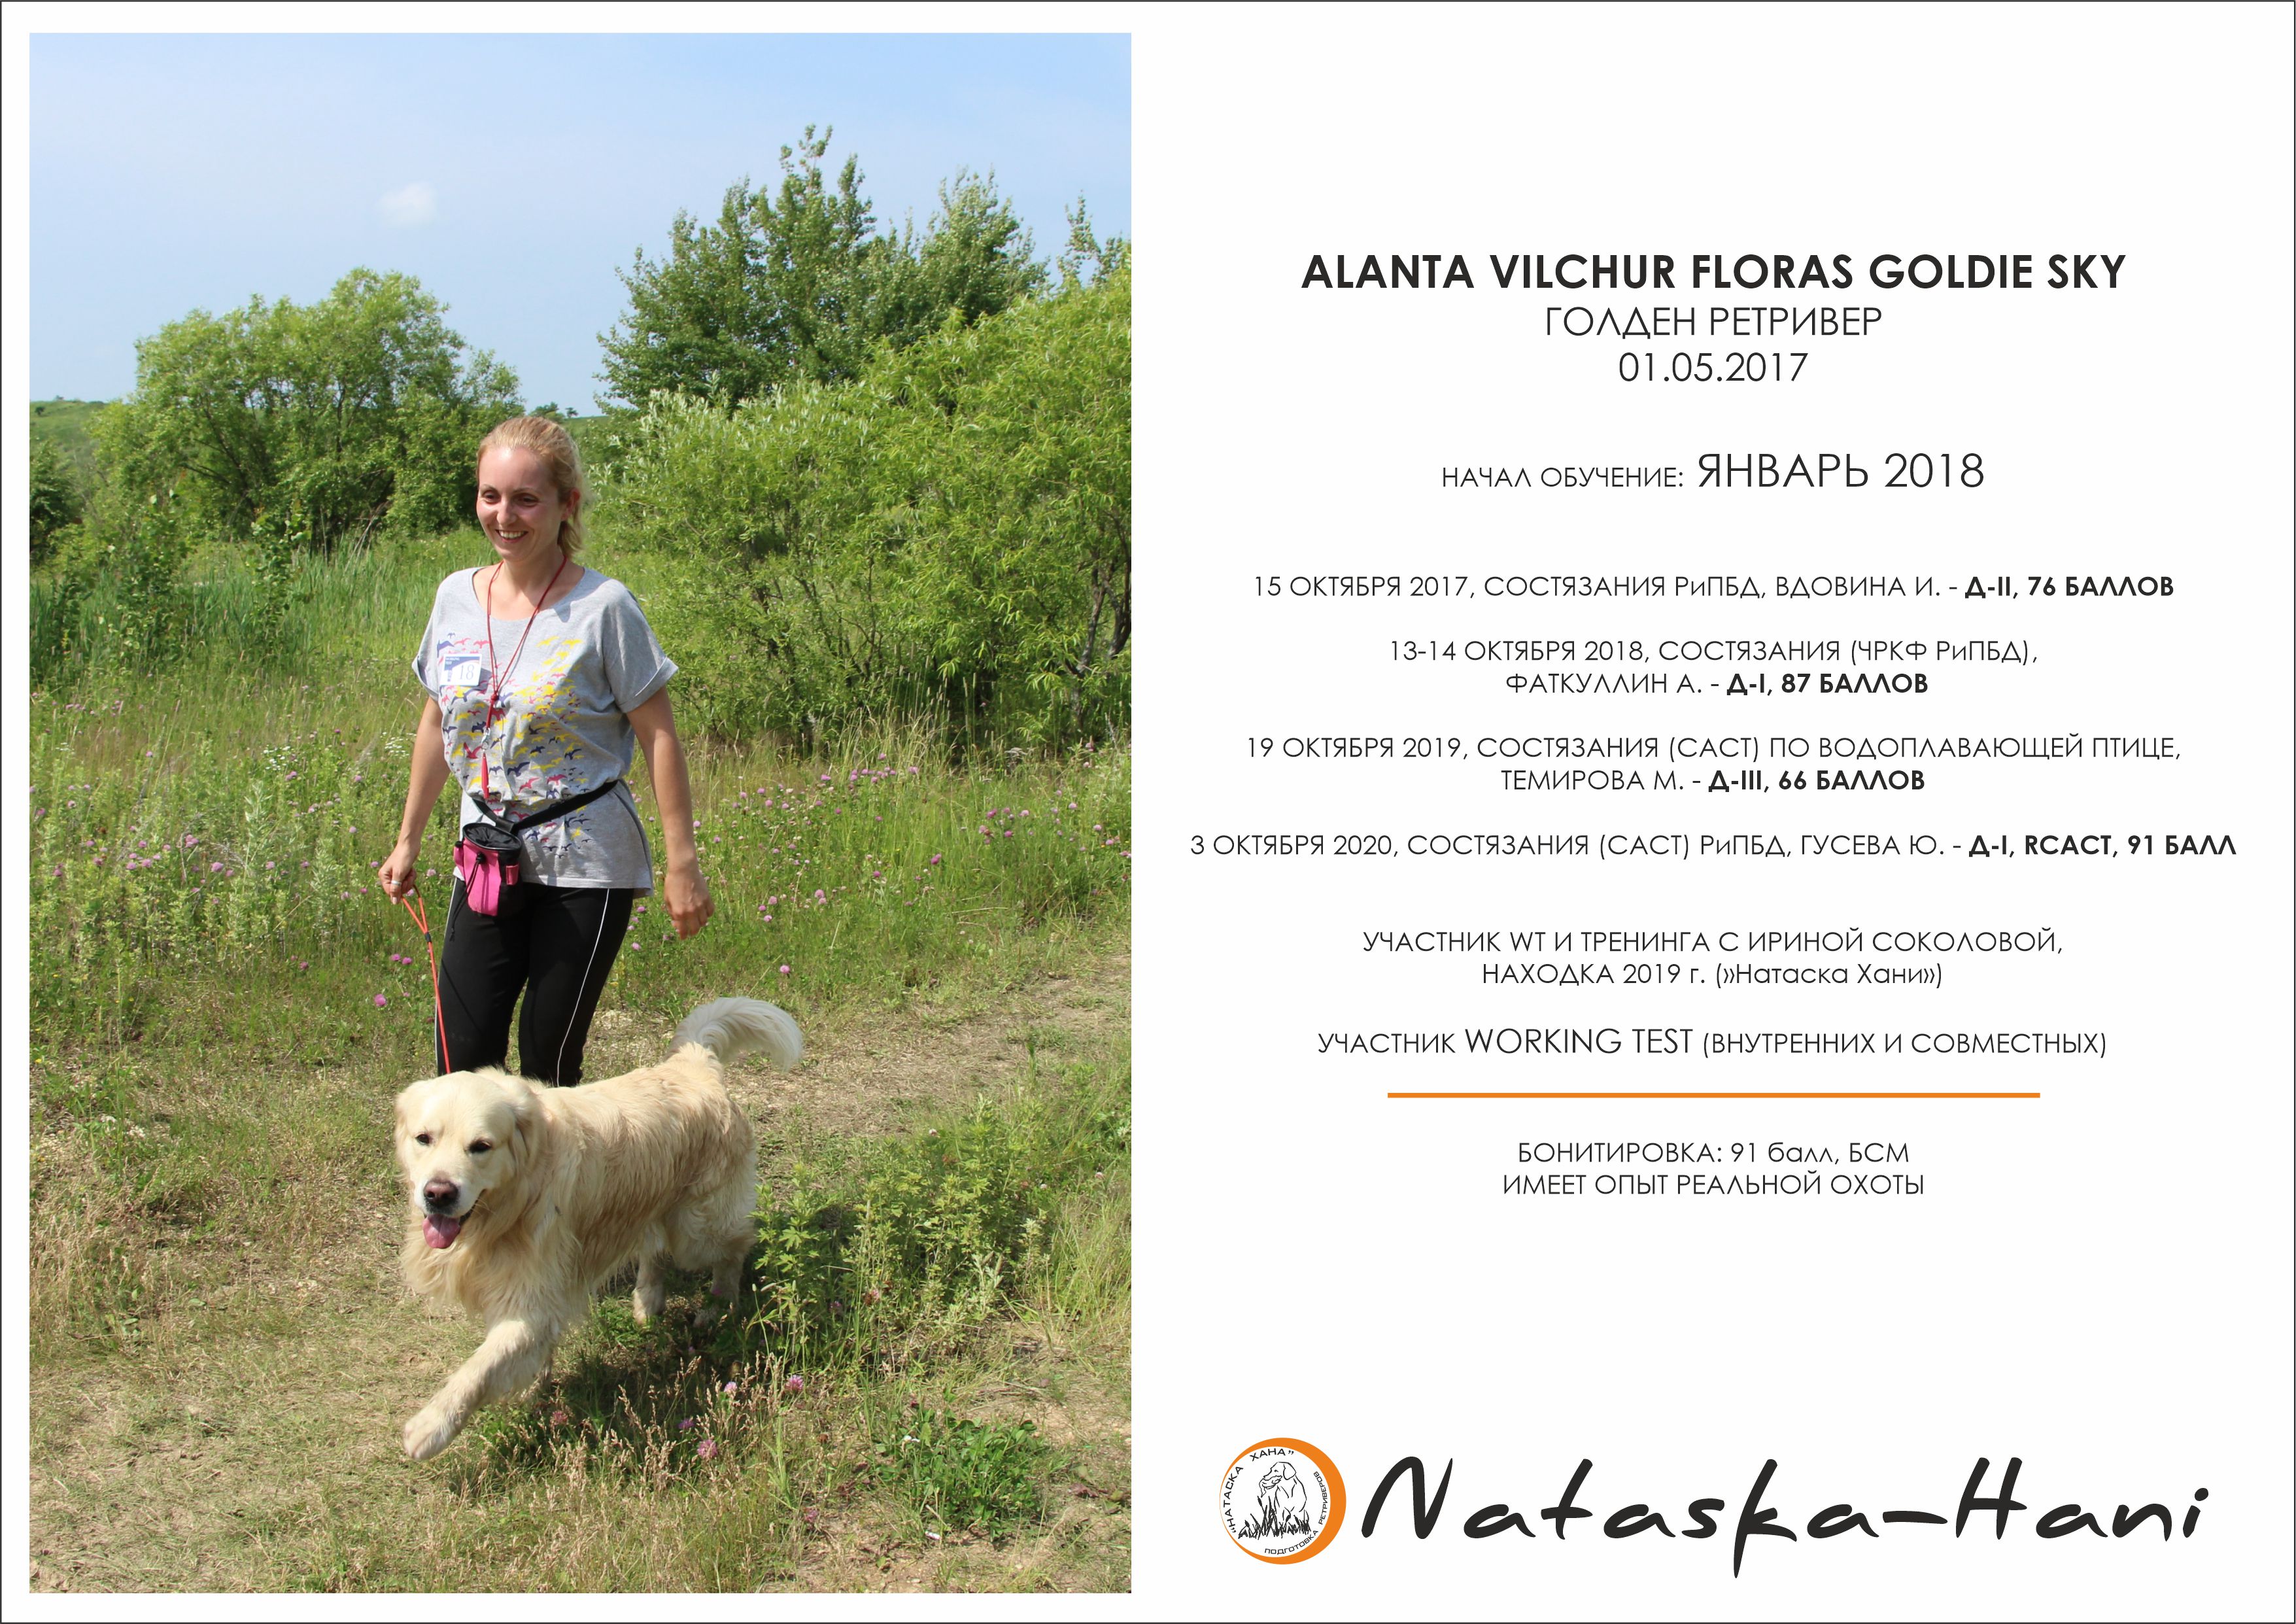 ALANTA VILCHUR FLORAS GOLDIE SKY
ГОЛДЕН РЕТРИВЕР
01.05.2017
НАЧАЛ ОБУЧЕНИЕ: ЯНВАРЬ 2018
15 ОКТЯБРЯ 2017, СОСТЯЗАНИЯ РиПБД, ВДОВИНА И. - Д-II, 76 БАЛЛОВ
13-14 ОКТЯБРЯ 2018, СОСТЯЗАНИЯ (ЧРКФ РиПБД),
ФАТКУЛЛИН А. - Д-I, 87 БАЛЛОВ
19 ОКТЯБРЯ 2019, СОСТЯЗАНИЯ (САСТ) ПО ВОДОПЛАВАЮЩЕЙ ПТИЦЕ,
ТЕМИРОВА М. - Д-III, 66 БАЛЛОВ
3 ОКТЯБРЯ 2020, СОСТЯЗАНИЯ (САСТ) РиПБД, ГУСЕВА Ю. - Д-I, RCACT, 91 БАЛЛ
УЧАСТНИК WT И ТРЕНИНГА С ИРИНОЙ СОКОЛОВОЙ,
НАХОДКА 2019 г. (»Натаска Хани»)
УЧАСТНИК WORKING TEST (ВНУТРЕННИХ И СОВМЕСТНЫХ)
БОНИТИРОВКА: 91 балл, БСМ
ИМЕЕТ ОПЫТ РЕАЛЬНОЙ ОХОТЫ
"НАТАСКА ХАНА"
ПОДГОТОВКА РЕТРИВЕРОВ
Nataska-Hani
18